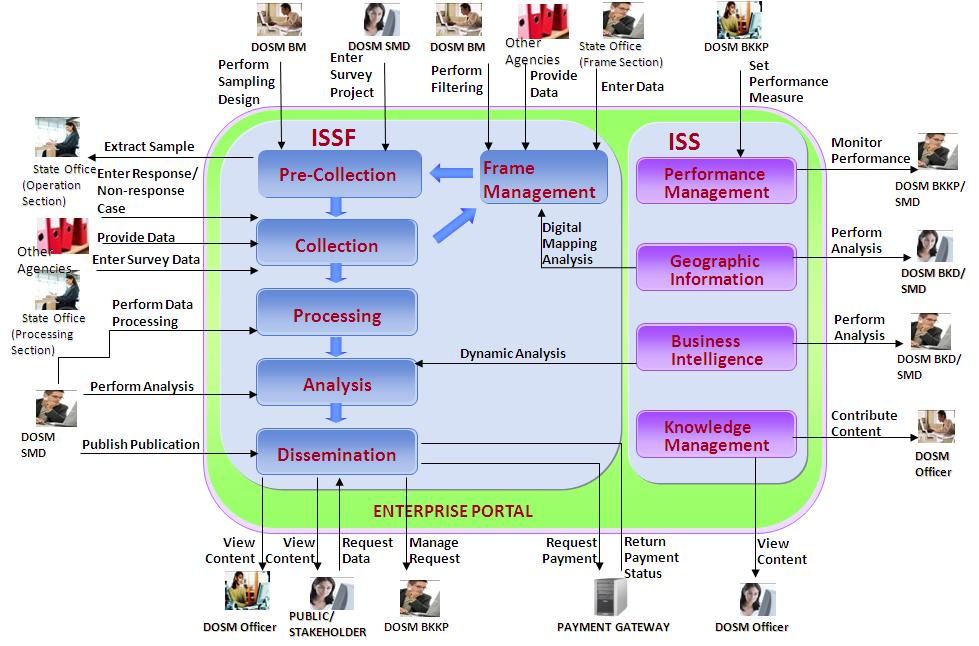 DOSM BM
DOSM SMD
DOSM BM
Other
Agencies
State Office
(Frame Section)
DOSM BKKP
Perform
Sampling
Design
Enter
Survey
Project
Perform
Filtering
Provide
Data
Enter Data
Set
Performance
Measure
ISSF
ISS
Extract Sample
State Office
(Operation
Section)
Enter Response/
Non-response
Case
Pre-Collection
Frame
Management
Performance
Management
Monitor
Performance
DOSM BKKP/
SMD
Provide Data
Other
Agencies
Enter Survey Data
Collection
Digital
Mapping
Analysis
Geographic
Information
Perform
Analysis
DOSM BKD/
SMD
State Office
(Processing
Section)
Perform Data
Processing
Processing
Dynamic Analysis
Business
Intelligence
Perform
Analysis
DOSM BKD/
SMD
Perform Analysis
Analysis
DOSM
SMD
Publish Publication
Dissemination
Knowledge
Management
Contribute
Content
DOSM
Officer
ENTERPRISE PORTAL
View
Content
View
Content
Request
Data
Manage
Request
Request
Payment
Return
Payment
Status
View
Content
DOSM Officer
PUBLIC/
STAKEHOLDER
DOSM BKKP
PAYMENT GATEWAY
DOSM Officer